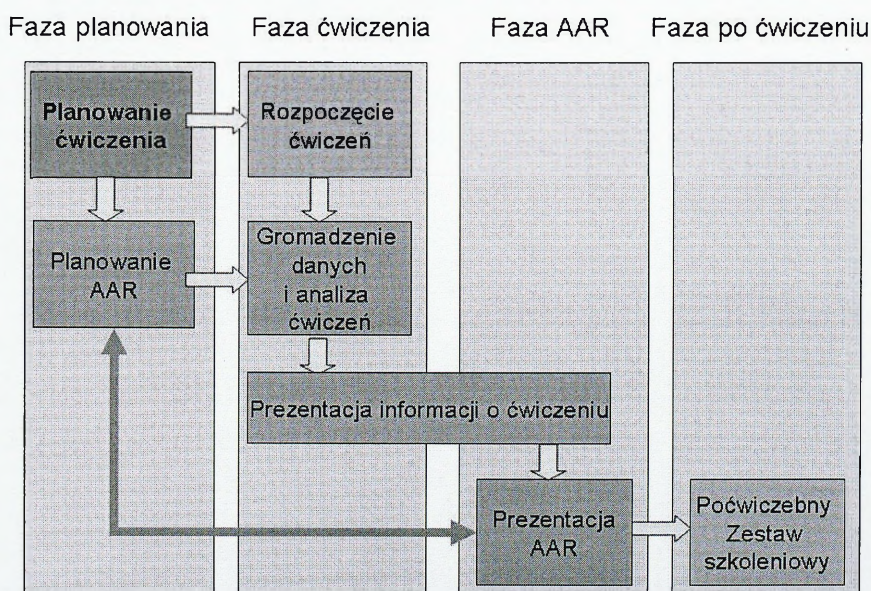 Faza planowania
Faza ćwiczenia
Faza AAR
Faza po ćwiczeniu
Planowanie
ćwiczenia
Rozpoczęcie
ćwiczeń
Planowanie
AAR
Gromadzenie
danych
i analiza
ćwiczeń
Prezentacja informacji o ćwiczeniu
Prezentacja
AAR
Poćwiczebny
Zestaw
szkoleniowy